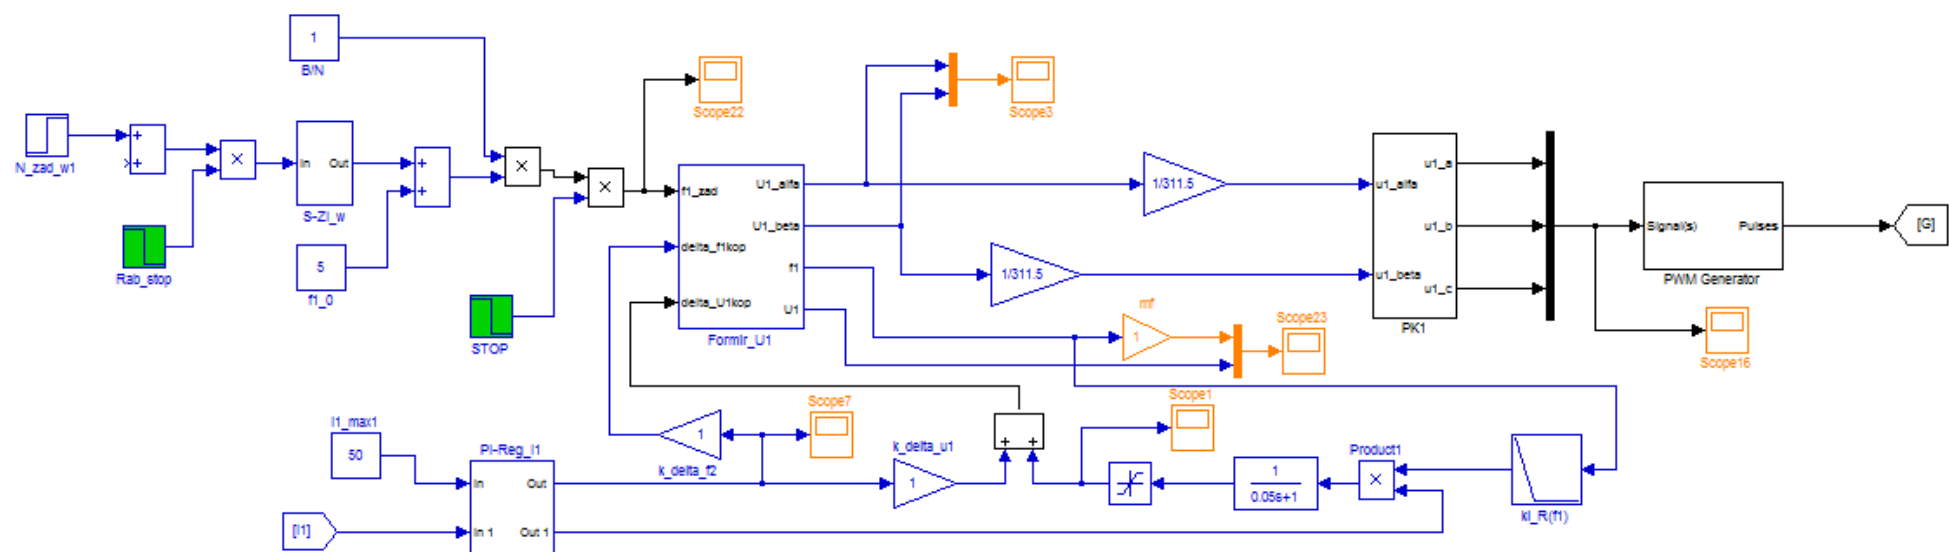 1
B/N
Scope22
Scope3
N_zad_w1
+
+
×
In
Out
S-ZI_w
+
+
×
×
Rab_stop
5
f1_0
STOP
f1_zad
delta_f1kop
delta_U1kop
U1_alfa
U1_beta
f1
U1
Formir_U1
1/311.5
1/311.5
mf
1
Scope23
u1_alfa
u1_beta
u1_a
u1_b
u1_c
PK1
Signal(s)
Pulses
PWM Generator
[G]
Scope16
I1_max1
50
PI-Reg_I1
In
Out
In 1
Out 1
[I1]
1
k_delta_f2
Scope7
k_delta_u1
1
+
+
Scope1
1
0.05s+1
Product1
×
kI_R(f1)